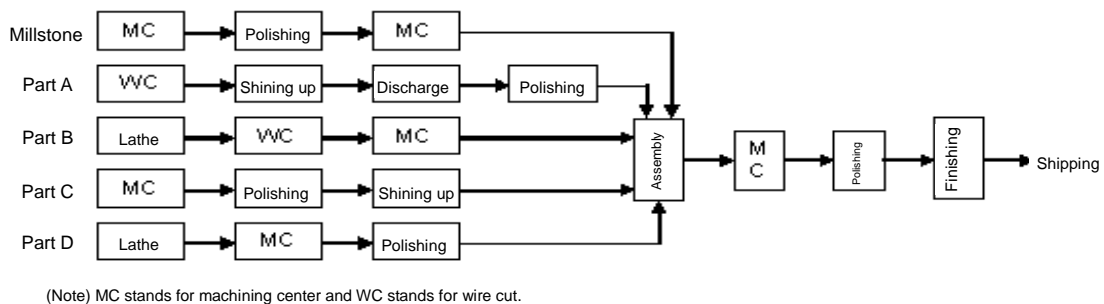 Millstone MC Polishing MC
Part A WC Shining up Discharge Polishing
Part B Lathe WC MC
Assembly
MC
Polishing
Finishing
Shipping
Part C MC Polishing Shining up
Part D Lathe MC Polishing
(Note) MC stands for machining center and WC stands for wire cut.